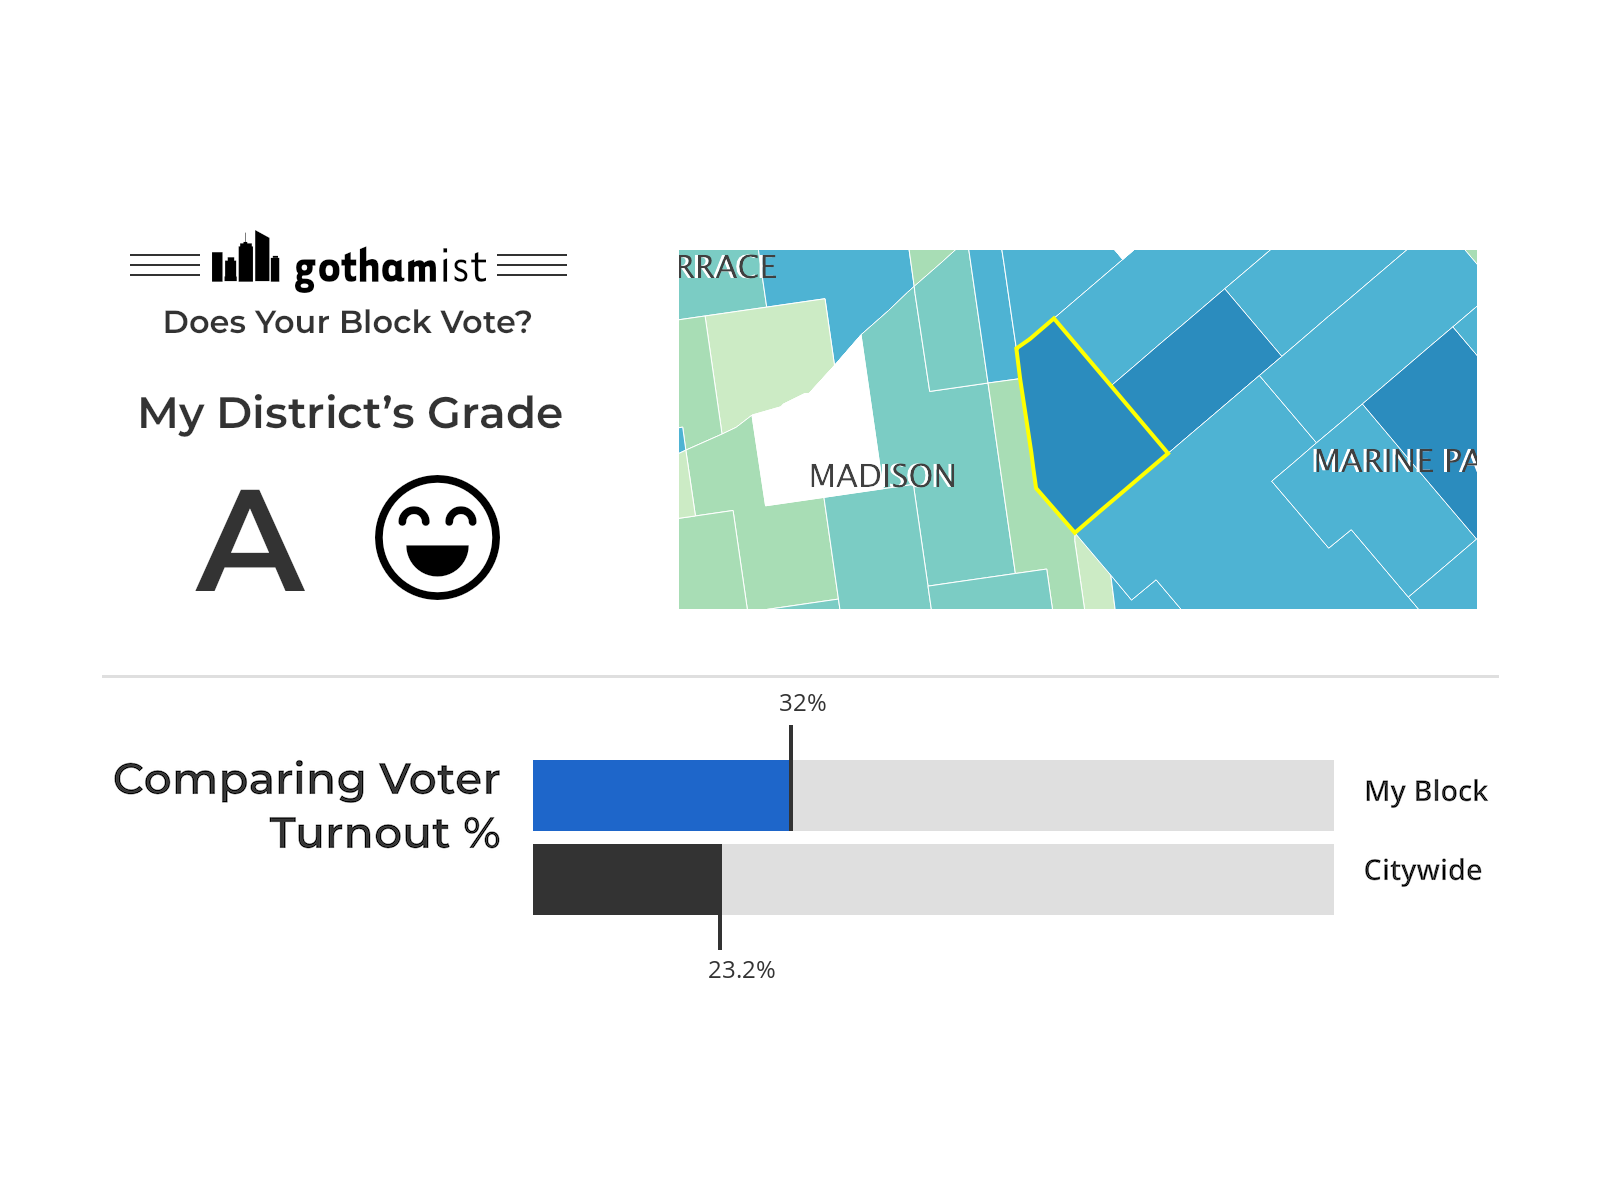 gothamist
Does Your Block Vote?
My District's Grade
A
RRACE
MADISON
MARINE PA
32%
Comparing Voter
Turnout %
My Block
Citywide
23.2%